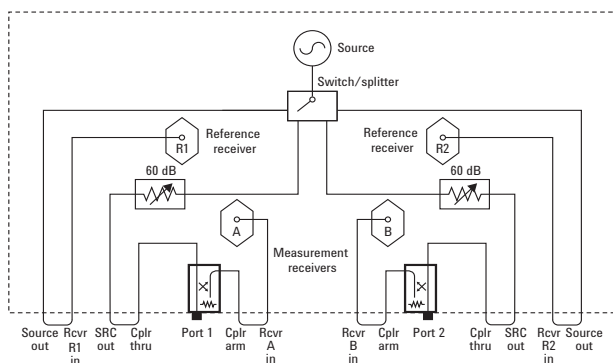 Source
Switch/splitter
Reference
receiver
R1
Reference
receiver
R2
60 dB
60 dB
A
B
Measurement
receivers
Source
out
Rcvr
R1
in
SRC
out
Cplr
thru
Port 1
Cplr
arm
Rcvr
A
in
Rcvr
B
in
Cplr
arm
Port 2
Cplr
thru
SRC
out
Rcvr
R2
in
Source
out